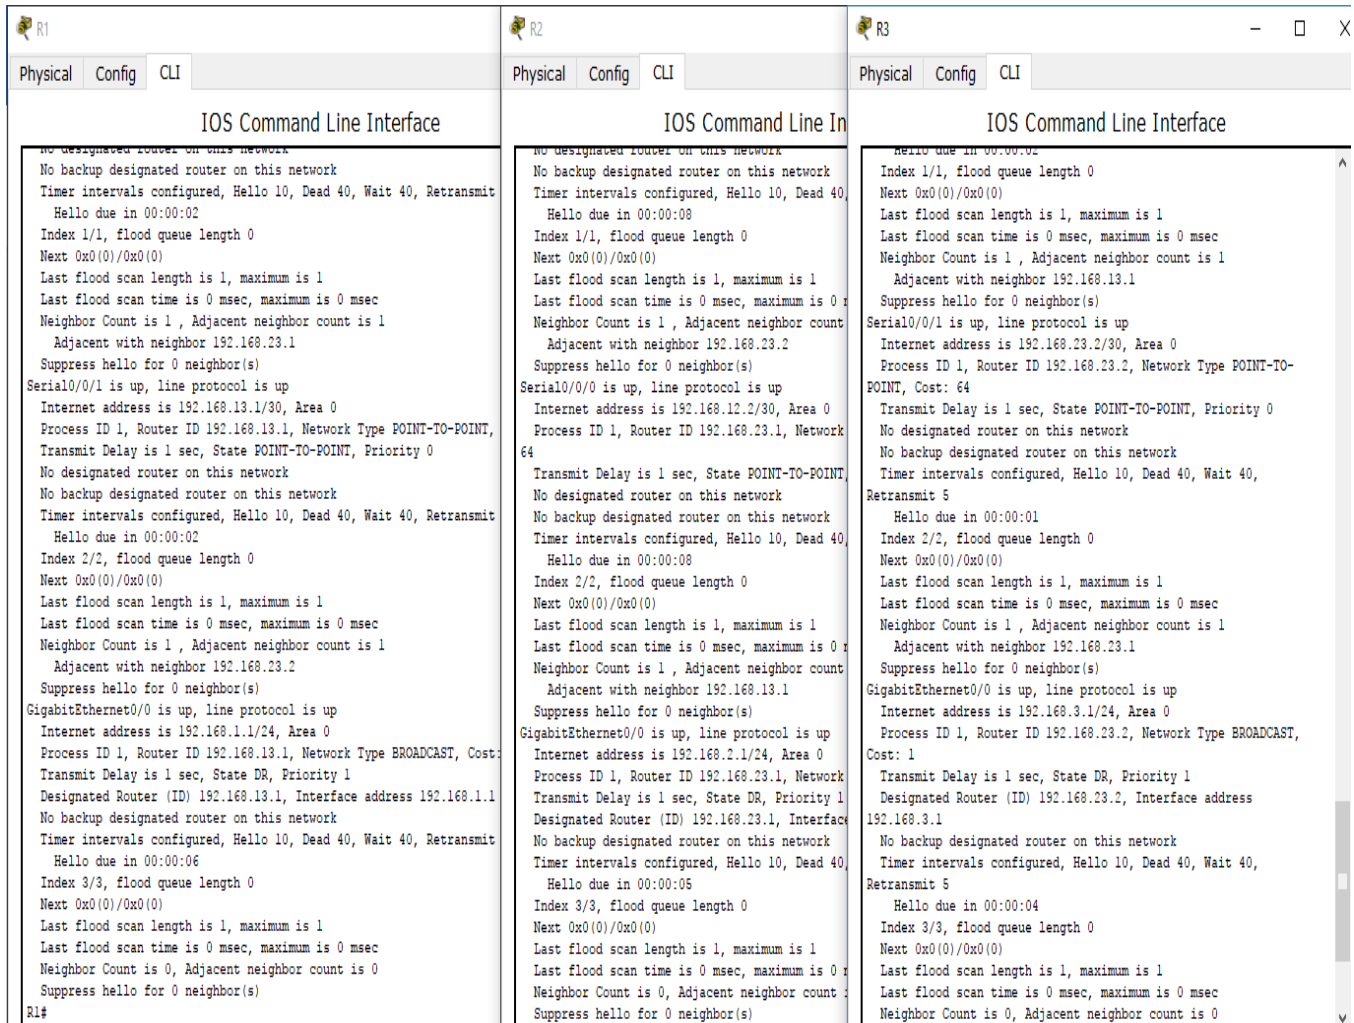 R1
Physical Config CLI
IOS Command Line Interface
No designated router on this network
No backup designated router on this network
Timer intervals configured, Hello 10, Dead 40, Wait 40, Retransmit
Hello due in 00:00:02
Index 1/1, flood queue length 0
Next 0x0(0)/0x0(0)
Last flood scan length is 1, maximum is 1
Last flood scan time is 0 msec, maximum is 0 msec
Neighbor Count is 1 , Adjacent neighbor count is 1
Adjacent with neighbor 192.168.23.1
Suppress hello for 0 neighbor(s)
Serial0/0/1 is up, line protocol is up
Internet address is 192.168.13.1/30, Area 0
Process ID 1, Router ID 192.168.13.1, Network Type POINT-TO-POINT,
Transmit Delay is 1 sec, State POINT-TO-POINT, Priority 0
No designated router on this network
No backup designated router on this network
Timer intervals configured, Hello 10, Dead 40, Wait 40, Retransmit
Hello due in 00:00:02
Index 2/2, flood queue length 0
Next 0x0(0)/0x0(0)
Last flood scan length is 1, maximum is 1
Last flood scan time is 0 msec, maximum is 0 msec
Neighbor Count is 1 , Adjacent neighbor count is 1
Adjacent with neighbor 192.168.23.2
Suppress hello for 0 neighbor(s)
GigabitEthernet0/0 is up, line protocol is up
Internet address is 192.168.1.1/24, Area 0
Process ID 1, Router ID 192.168.13.1, Network Type BROADCAST, Cost:
Transmit Delay is 1 sec, State DR, Priority 1
Designated Router (ID) 192.168.13.1, Interface address 192.168.1.1
No backup designated router on this network
Timer intervals configured, Hello 10, Dead 40, Wait 40, Retransmit
Hello due in 00:00:06
Index 3/3, flood queue length 0
Next 0x0(0)/0x0(0)
Last flood scan length is 1, maximum is 1
Last flood scan time is 0 msec, maximum is 0 msec
Neighbor Count is 0, Adjacent neighbor count is 0
Suppress hello for 0 neighbor(s)
R1#
R2
Physical Config CLI
IOS Command Line In
No designated router on this network
No backup designated router on this network
Timer intervals configured, Hello 10, Dead 40,
Hello due in 00:00:08
Index 1/1, flood queue length 0
Next 0x0(0)/0x0(0)
Last flood scan length is 1, maximum is 1
Last flood scan time is 0 msec, maximum is 0
Neighbor Count is 1 , Adjacent neighbor count
Adjacent with neighbor 192.168.23.2
Suppress hello for 0 neighbor(s)
Serial0/0/0 is up, line protocol is up
Internet address is 192.168.12.2/30, Area 0
Process ID 1, Router ID 192.168.23.1, Network
64
Transmit Delay is 1 sec, State POINT-TO-POINT,
No designated router on this network
No backup designated router on this network
Timer intervals configured, Hello 10, Dead 40,
Hello due in 00:00:08
Index 2/2, flood queue length 0
Next 0x0(0)/0x0(0)
Last flood scan length is 1, maximum is 1
Last flood scan time is 0 msec, maximum is 0
Neighbor Count is 1 , Adjacent neighbor count
Adjacent with neighbor 192.168.13.1
Suppress hello for 0 neighbor(s)
GigabitEthernet0/0 is up, line protocol is up
Internet address is 192.168.2.1/24, Area 0
Process ID 1, Router ID 192.168.23.1, Network
Transmit Delay is 1 sec, State DR, Priority 1
Designated Router (ID) 192.168.23.1, Interface
No backup designated router on this network
Timer intervals configured, Hello 10, Dead 40,
Hello due in 00:00:05
Index 3/3, flood queue length 0
Next 0x0(0)/0x0(0)
Last flood scan length is 1, maximum is 1
Last flood scan time is 0 msec, maximum is 0
Neighbor Count is 0, Adjacent neighbor count
Suppress hello for 0 neighbor(s)
R3
Physical Config CLI
IOS Command Line Interface
Hello due in 00:00:02
Index 1/1, flood queue length 0
Next 0x0(0)/0x0(0)
Last flood scan length is 1, maximum is 1
Last flood scan time is 0 msec, maximum is 0 msec
Neighbor Count is 1 , Adjacent neighbor count is 1
Adjacent with neighbor 192.168.13.1
Suppress hello for 0 neighbor(s)
Serial0/0/1 is up, line protocol is up
Internet address is 192.168.23.2/30, Area 0
Process ID 1, Router ID 192.168.23.2, Network Type POINT-TO-
POINT, Cost: 64
Transmit Delay is 1 sec, State POINT-TO-POINT, Priority 0
No designated router on this network
No backup designated router on this network
Timer intervals configured, Hello 10, Dead 40, Wait 40,
Retransmit 5
Hello due in 00:00:01
Index 2/2, flood queue length 0
Next 0x0(0)/0x0(0)
Last flood scan length is 1, maximum is 1
Last flood scan time is 0 msec, maximum is 0 msec
Neighbor Count is 1 , Adjacent neighbor count is 1
Adjacent with neighbor 192.168.23.1
Suppress hello for 0 neighbor(s)
GigabitEthernet0/0 is up, line protocol is up
Internet address is 192.168.3.1/24, Area 0
Process ID 1, Router ID 192.168.23.2, Network Type BROADCAST,
Cost: 1
Transmit Delay is 1 sec, State DR, Priority 1
Designated Router (ID) 192.168.23.2, Interface address
192.168.3.1
No backup designated router on this network
Timer intervals configured, Hello 10, Dead 40, Wait 40,
Retransmit 5
Hello due in 00:00:04
Index 3/3, flood queue length 0
Next 0x0(0)/0x0(0)
Last flood scan length is 1, maximum is 1
Last flood scan time is 0 msec, maximum is 0 msec
Neighbor Count is 0, Adjacent neighbor count is 0